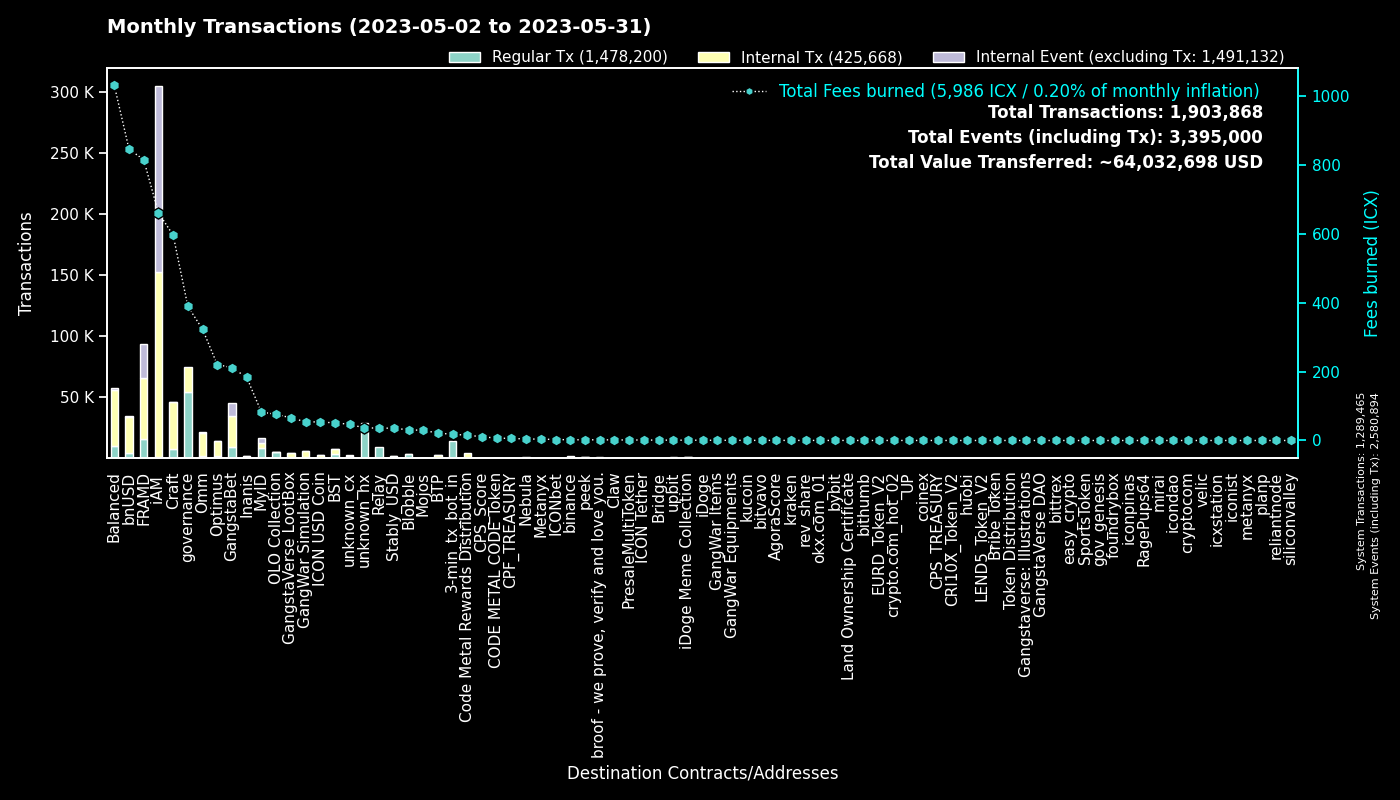 Monthly Transactions (2023-05-02 to 2023-05-31)
Regular Tx (1,478,200)
Internal Tx (425,668)
Internal Event (excluding Tx: 1,491,132)
Total Fees burned (5,986 ICX / 0.20% of monthly inflation)
Total Transactions: 1,903,868
Total Events (including Tx): 3,395,000
Total Value Transferred: ~64,032,698 USD
Transactions
300 K
250 K
200 K
150 K
100 K
50 K
1000
800
600
400
200
0
Fees burned (ICX)
System Transactions: 1,289,465
System Events (including Tx): 2,580,894
Balanced
bnUSD
FRAMD
iAM
Craft
governance
Omm
Optimus
GangstaBet
Inanis
MyID
OLO Collection
GangstaVerse LootBox
GangWar Simulation
ICON USD Coin
BST
unknown_cx
unknown_hx
Relay
Stably_USD
Blobble
Mojos
BTP
3-min_tx_bot_in
Code Metal Rewards Distribution
CPS_Score
CODE METAL CODE Token
CPF_TREASURY
Nebula
Metanyx
ICONbet
binance
peek
broof - we prove, verify and love you.
Claw
PresaleMultiToken
ICON Tether
Bridge
upbit
iDoge Meme Collection
iDoge
GangWar Items
GangWar Equipments
kucoin
bitvavo
AgoraScore
kraken
rev_share
okx.com_01
bybit
Land Ownership Certificate
bithumb
EURD_Token_V2
crypto.com_hot_02
UP
coinex
CPS_TREASURY
CRI10X_Token_V2
huobi
LEND5_Token_V2
Bribe_Token
Token Distribution
Gangstaverse: Illustrations
GangstaVerse DAO
bittrex
easy_crypto
SportsToken
gov_genesis
foundrybox
iconpinas
RagePups64
mirai
icondao
cryptocom
velic
icxstation
iconist
metanyx
planp
reliantnode
siliconvalley
Destination Contracts/Addresses